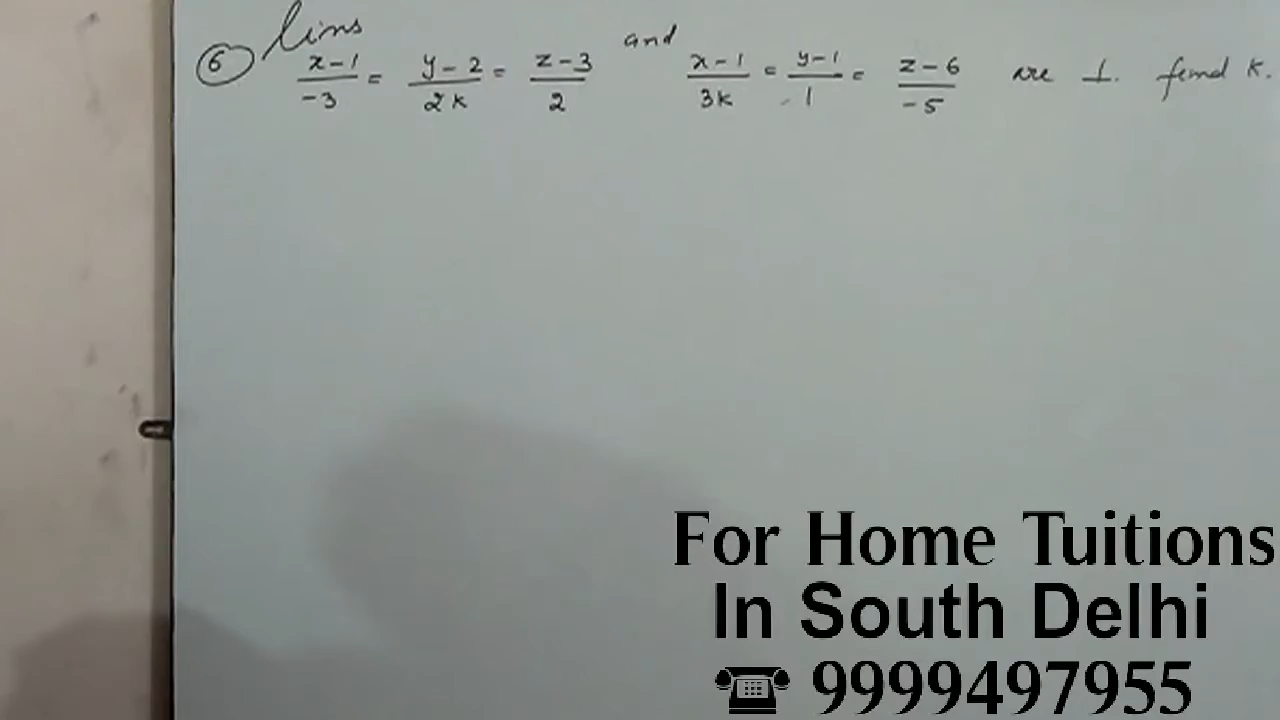 6 lins
x-1/-3 = y-2/2k = z-3/2 and x-1/3k = y-1/1 = z-6/-5 are ⊥. find k.
For Home Tuitions
In South Delhi
☎ 9999497955